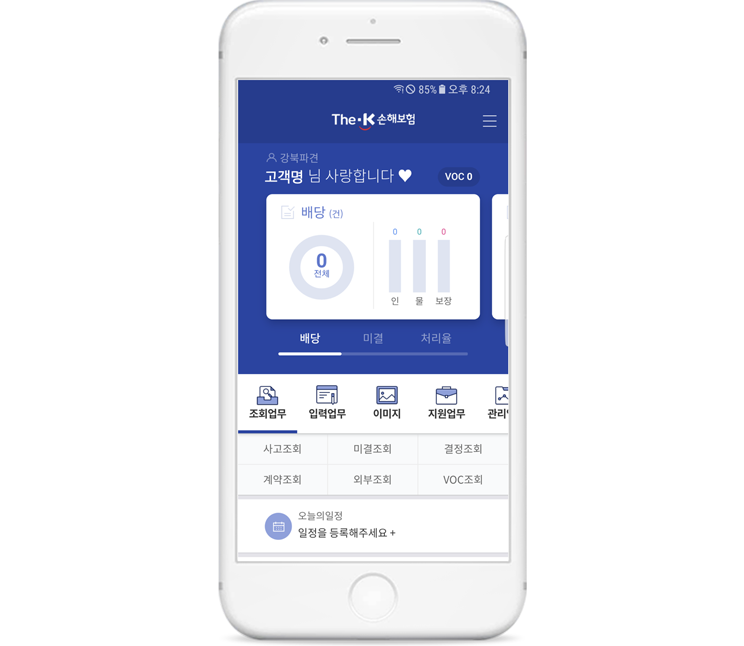 85% 오후 8:24
The·K 손해보험
강북파견
고객명 님 사랑합니다 ♥ VOC 0
배당 (건)
0 0 0
0
전체
인 물 보장
배당 미결 처리율
조회업무 입력업무 이미지 지원업무 관리
사고조회 미결조회 결정조회
계약조회 외부조회 VOC조회
오늘의일정
일정을 등록해주세요 +